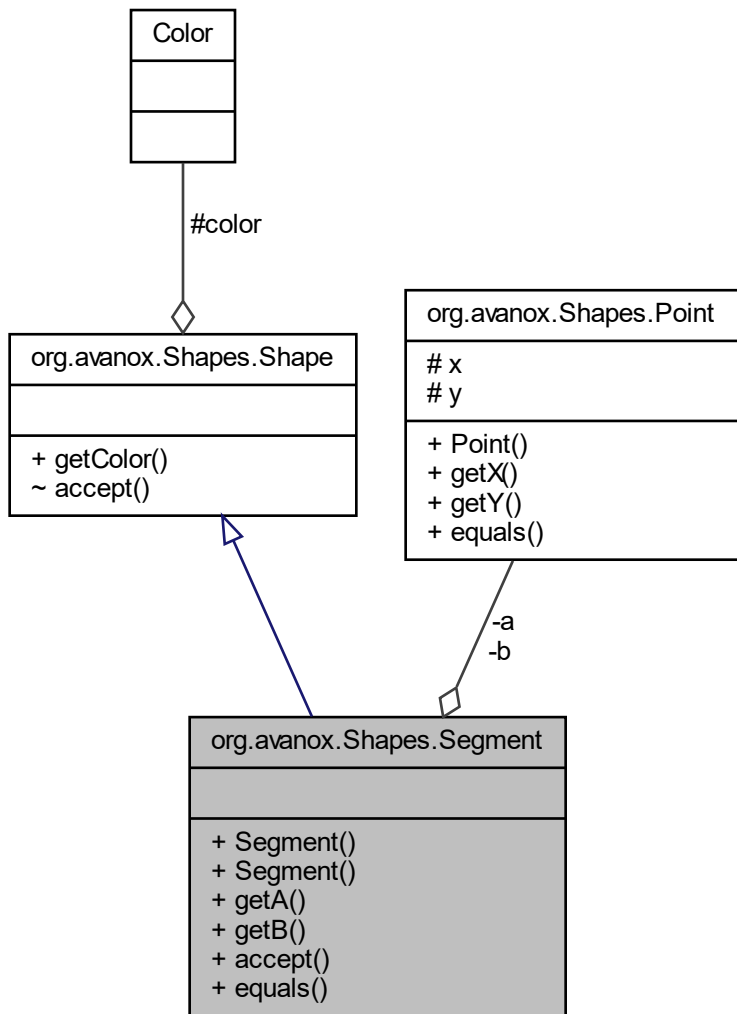 Color
#color
org.avanox.Shapes.Shape
+ getColor()
~ accept()
org.avanox.Shapes.Point
# x
# y
+ Point()
+ getX()
+ getY()
+ equals()
-a
-b
org.avanox.Shapes.Segment
+ Segment()
+ Segment()
+ getA()
+ getB()
+ accept()
+ equals()